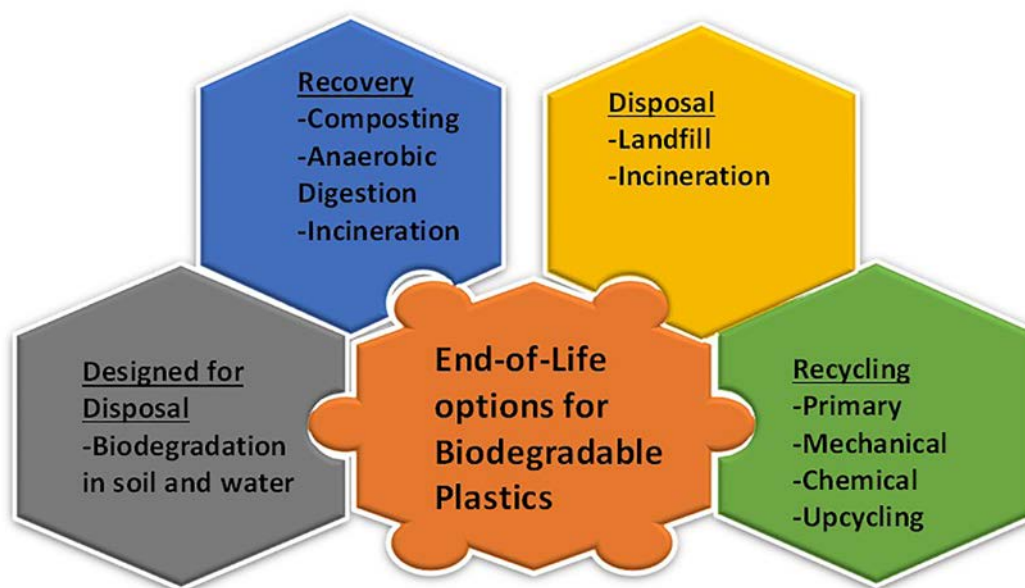 Recovery
-Composting
-Anaerobic
Digestion
-Incineration
Disposal
-Landfill
-Incineration
Designed for
Disposal
-Biodegradation
in soil and water
End-of-Life
options for
Biodegradable
Plastics
Recycling
-Primary
-Mechanical
-Chemical
-Upcycling